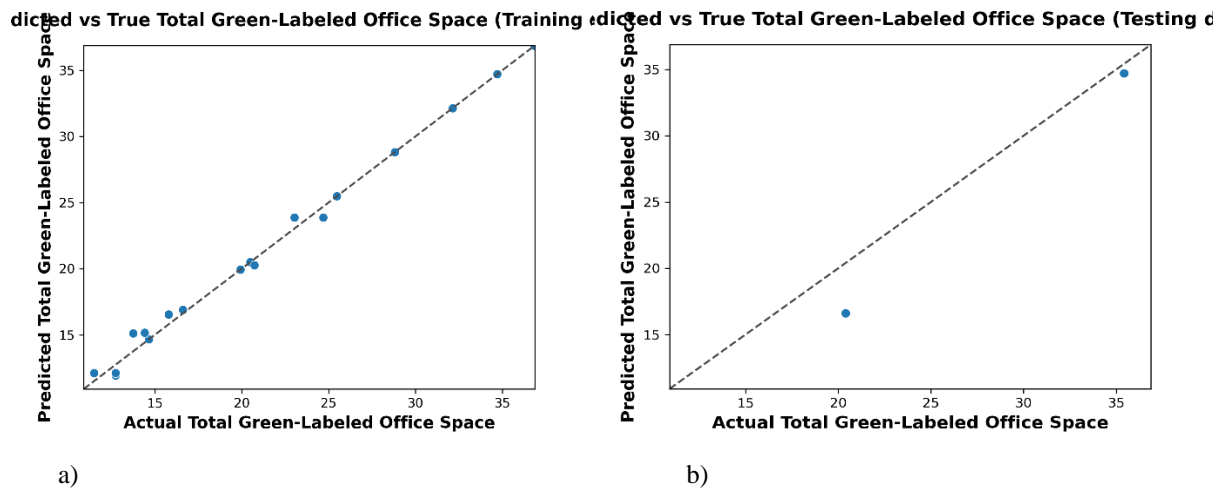 dicted vs True Total Green-Labeled Office Space (Training
Predicted Total Green-Labeled Office Space
35
30
25
20
15
15
20
25
30
35
Actual Total Green-Labeled Office Space
a)
dicted vs True Total Green-Labeled Office Space (Testing d
Predicted Total Green-Labeled Office Space
35
30
25
20
15
15
20
25
30
35
Actual Total Green-Labeled Office Space
b)